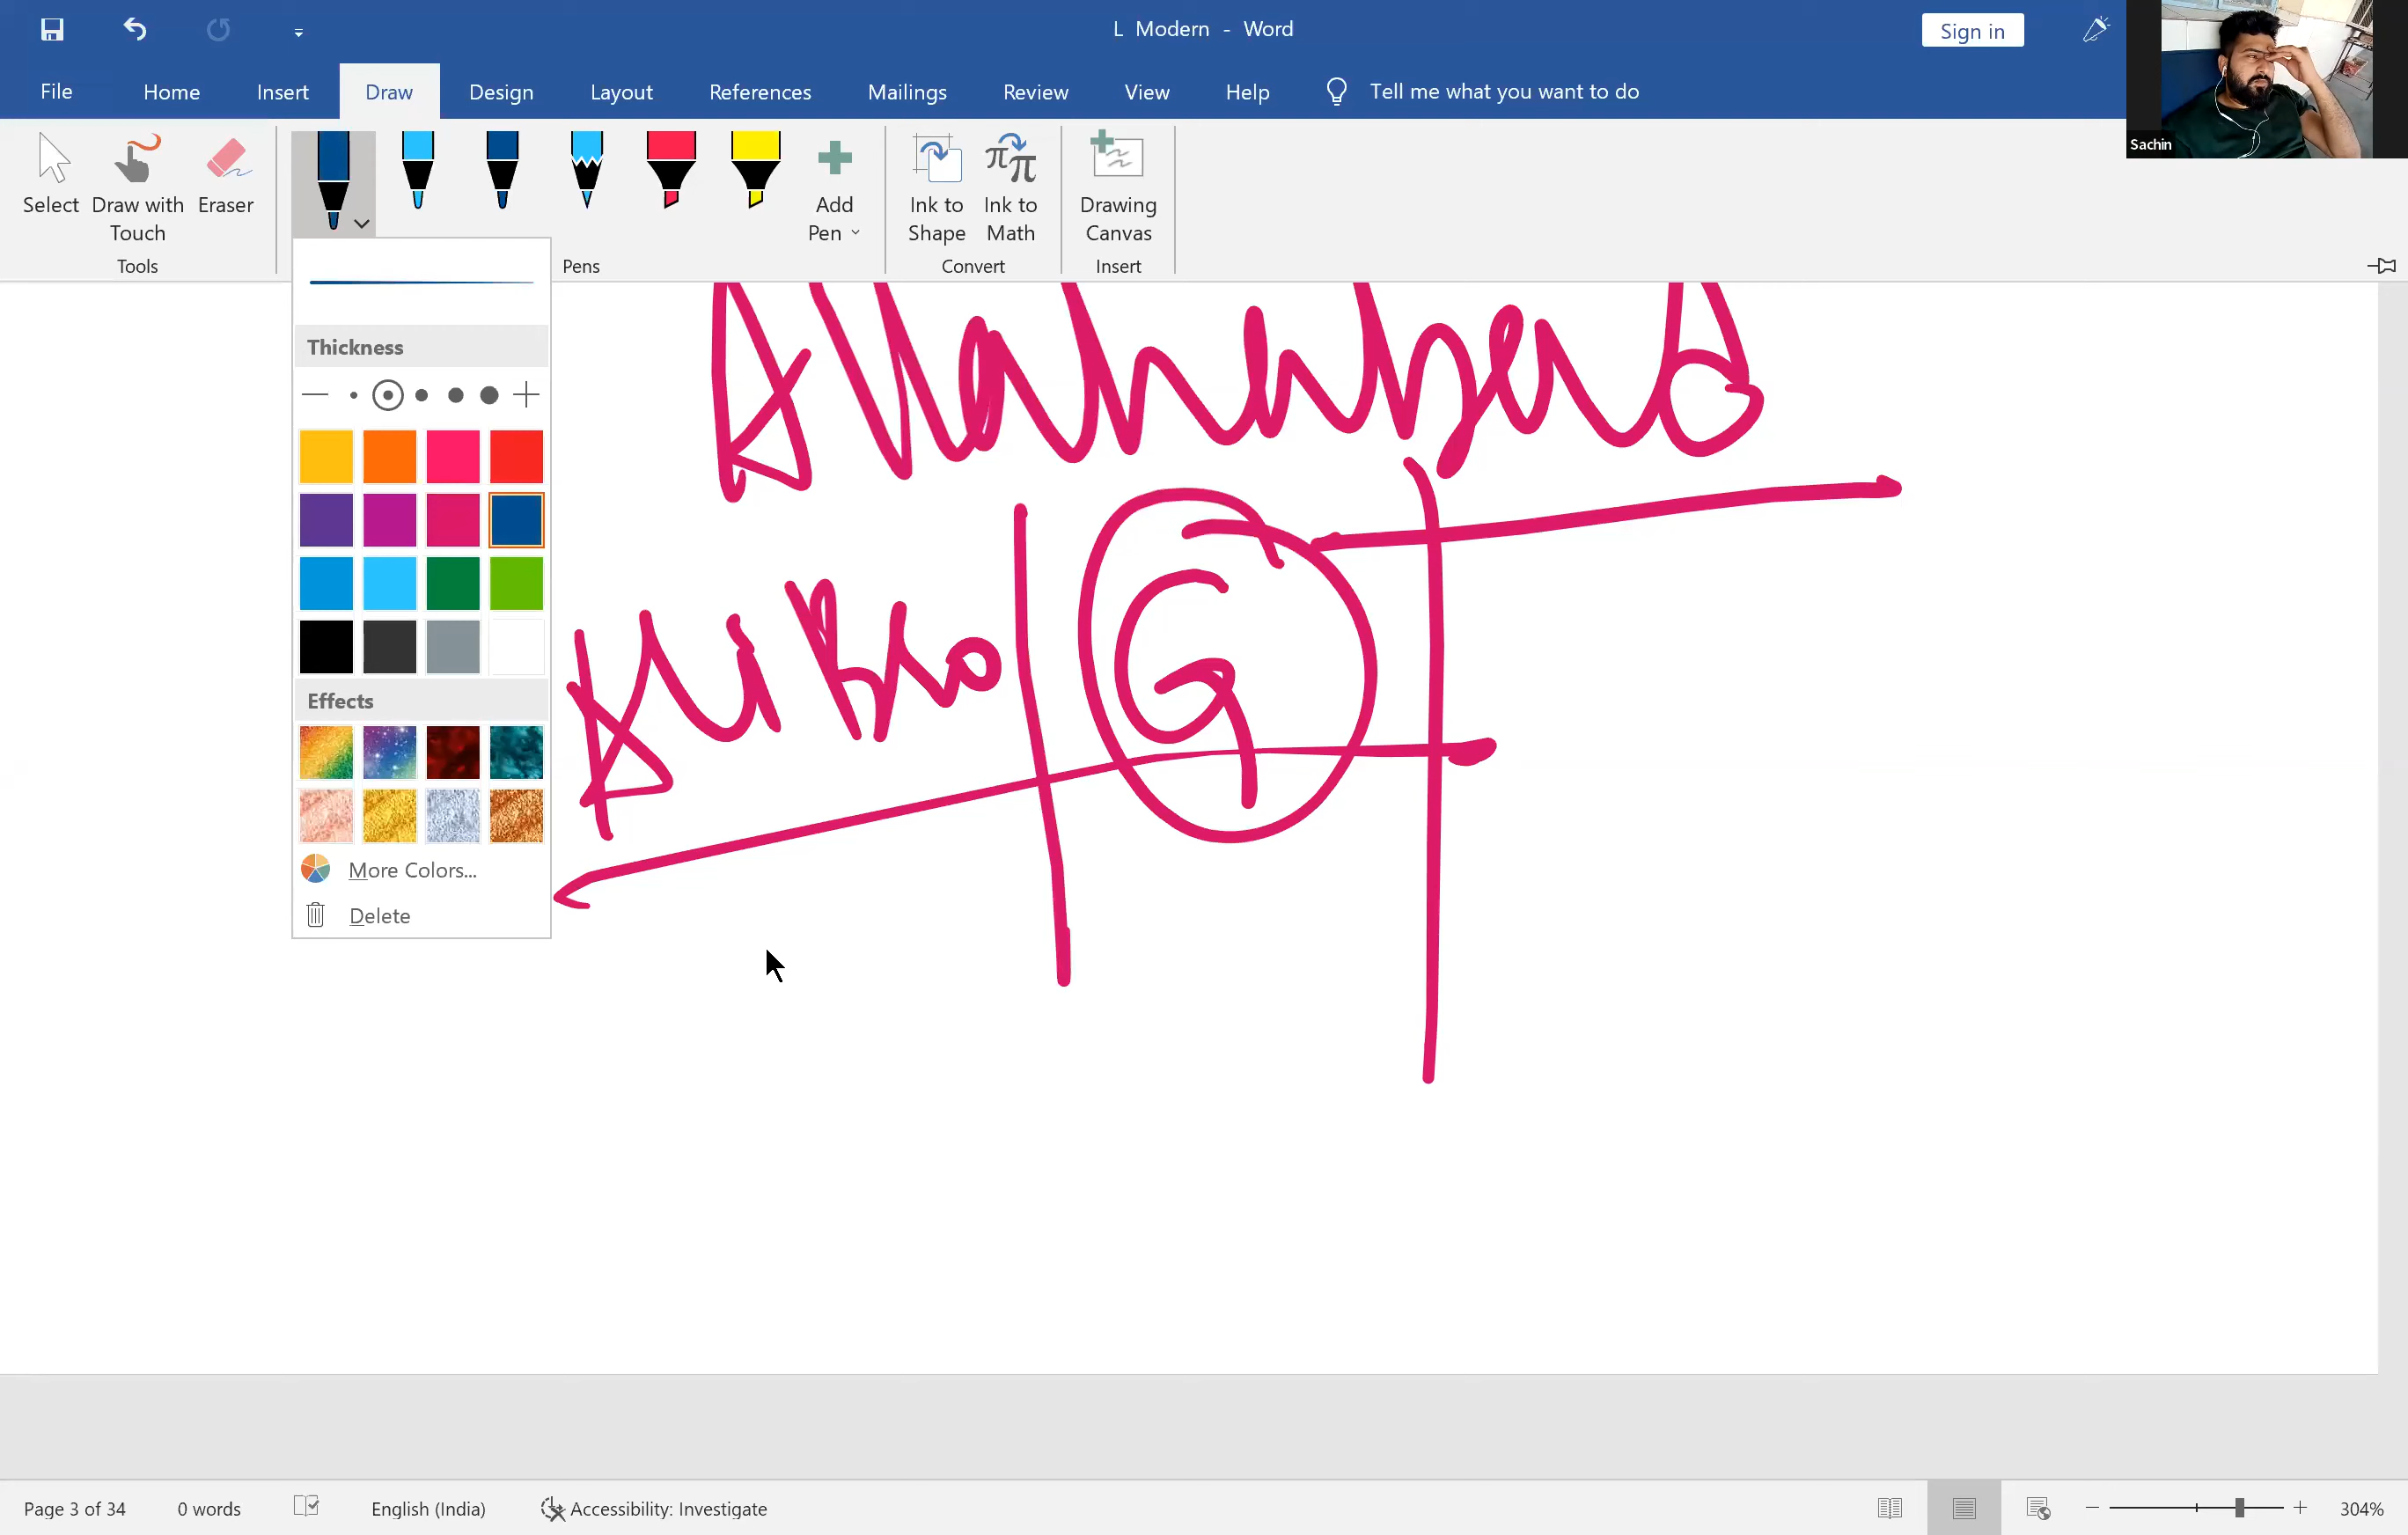 L Modern - Word
Sign in
File Home Insert Draw Design Layout References Mailings Review View Help Tell me what you want to do
Sachin
Select Draw with Touch Eraser
Add Pen
Ink to Shape
Ink to Math
Drawing Canvas
Tools Pens Convert Insert
Thickness
Effects
More Colors...
Delete
Allahabad
G
Page 3 of 34 0 words English (India) Accessibility: Investigate 304%